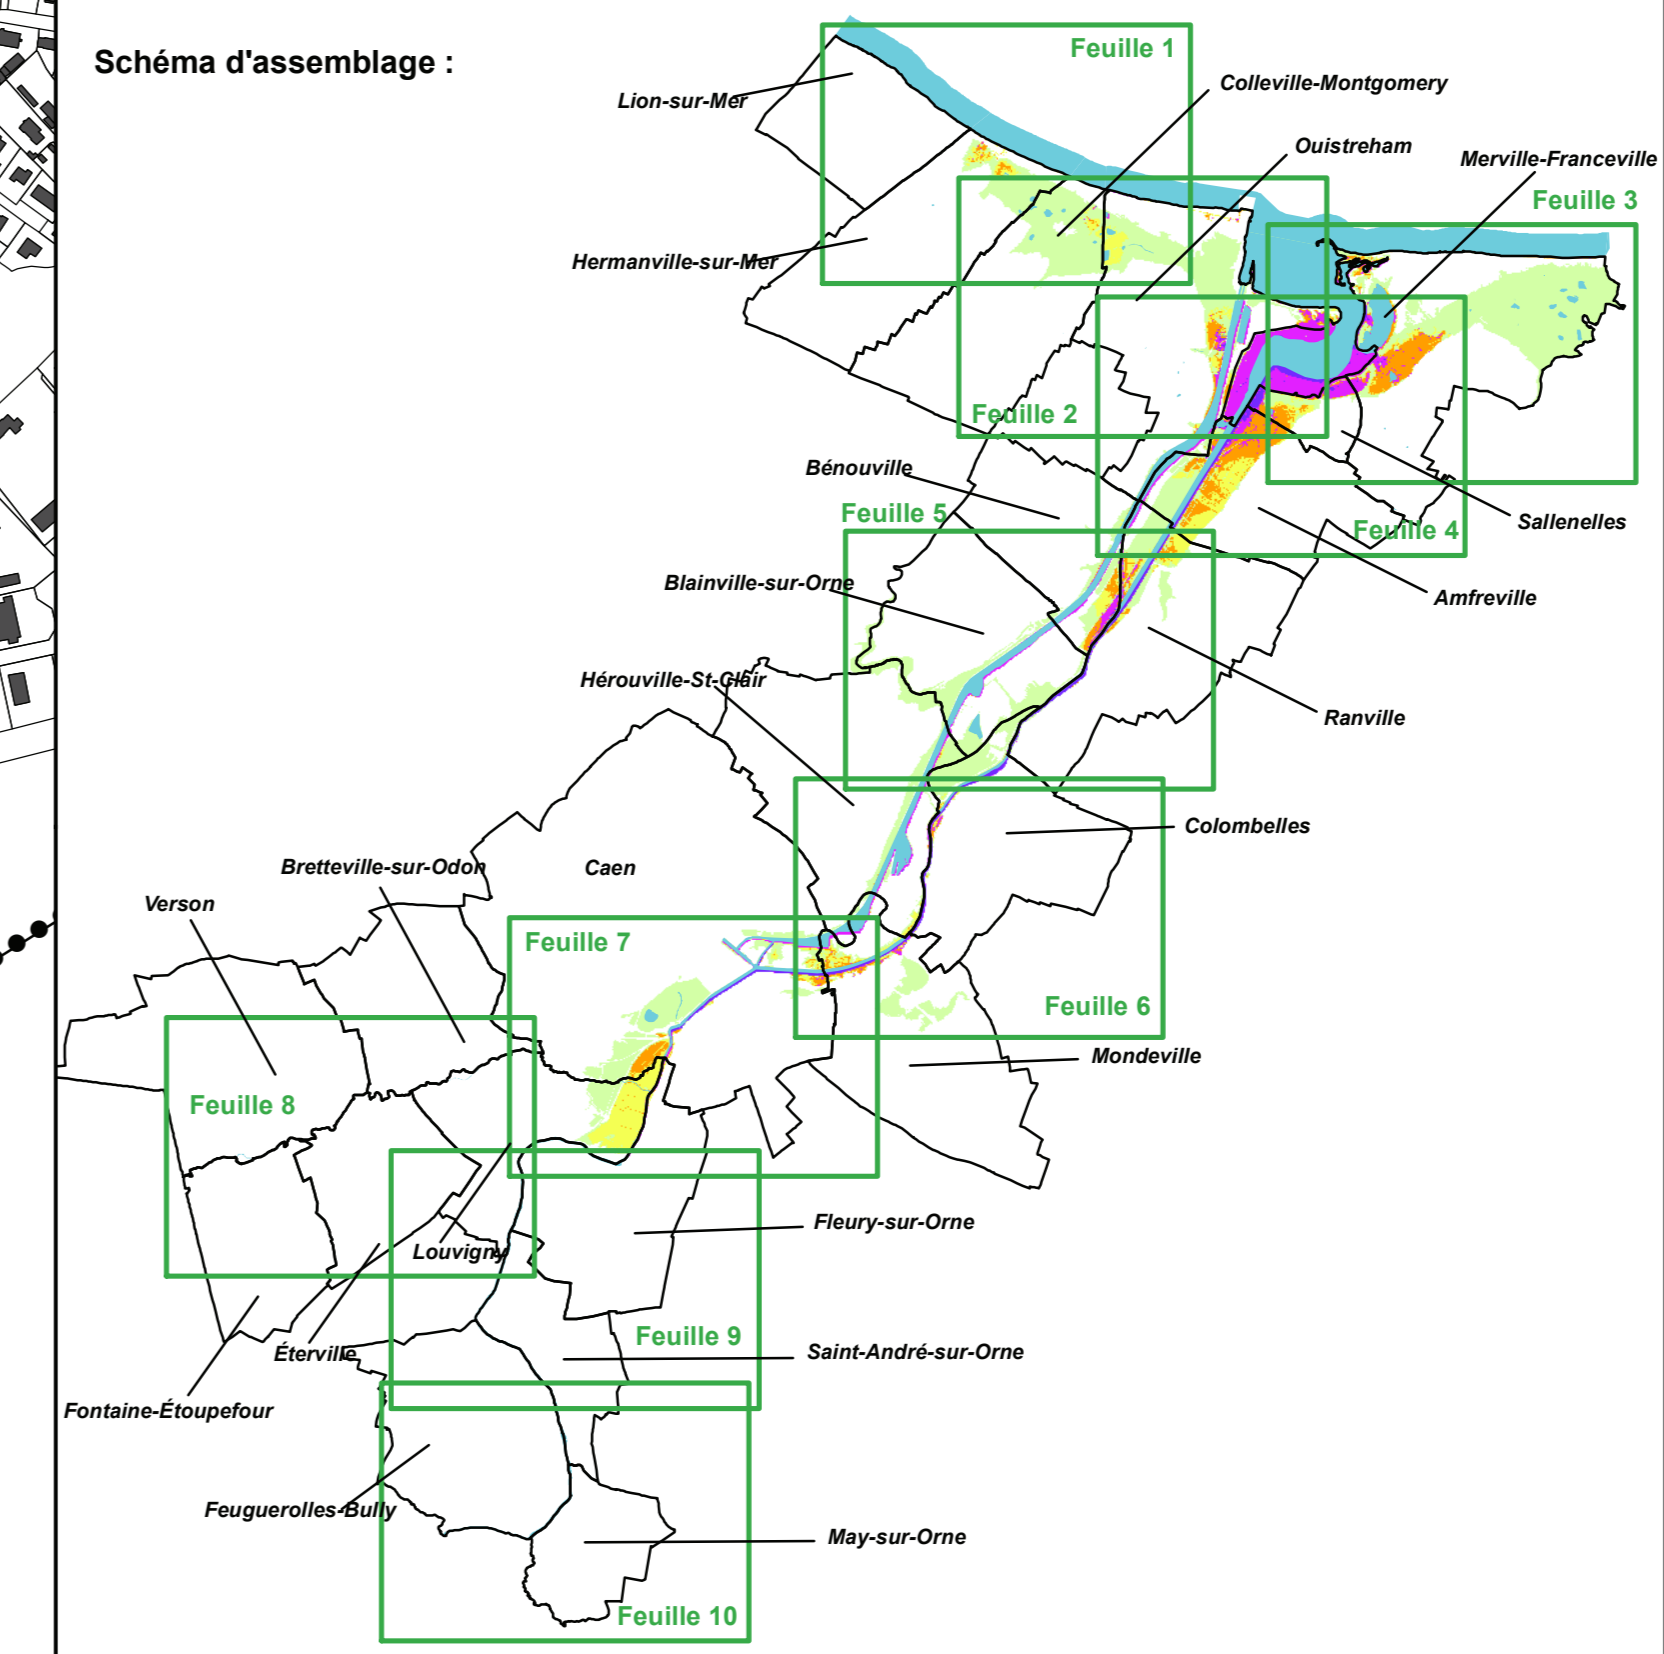 Schéma d'assemblage :
Feuille 1
Lion-sur-Mer
Colleville-Montgomery
Ouistreham
Merville-Franceville
Feuille 3
Hermanville-sur-Mer
Feuille 2
Bénouville
Feuille 5
Sallenelles
Feuille 4
Blainville-sur-Orne
Amfreville
Hérouville-St-Clair
Ranville
Colombelles
Bretteville-sur-Odon
Caen
Verson
Feuille 7
Feuille 6
Mondeville
Feuille 8
Fleury-sur-Orne
Louvigny
Feuille 9
Éterville
Saint-André-sur-Orne
Fontaine-Étoupefour
Feuguerolles-Bully
May-sur-Orne
Feuille 10